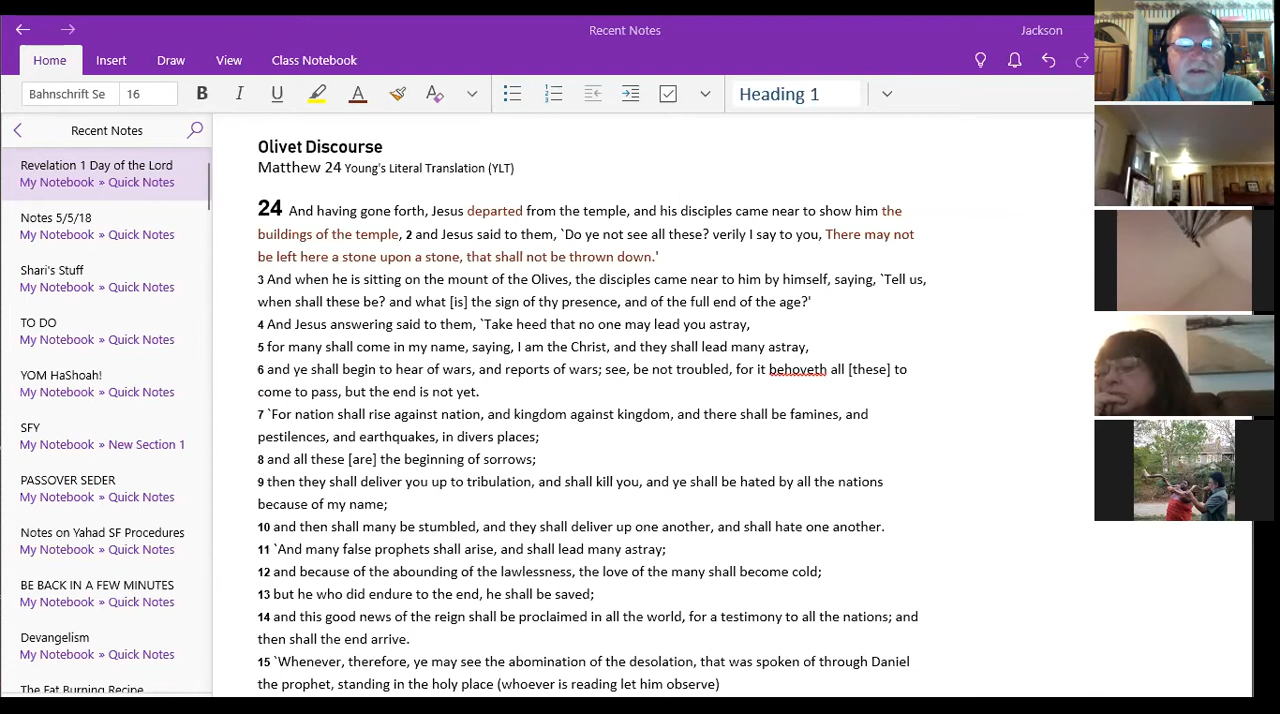 Recent Notes
Jackson
Home Insert Draw View Class Notebook
Bahnschrift Se 16 B I U A A Heading 1
Recent Notes
Revelation 1 Day of the Lord
My Notebook » Quick Notes
Notes 5/5/18
My Notebook » Quick Notes
Shari's Stuff
My Notebook » Quick Notes
TO DO
My Notebook » Quick Notes
YOM HaShoah!
My Notebook » Quick Notes
SFY
My Notebook » New Section 1
PASSOVER SEDER
My Notebook » Quick Notes
Notes on Yahad SF Procedures
My Notebook » Quick Notes
BE BACK IN A FEW MINUTES
My Notebook » Quick Notes
Devangelism
My Notebook » Quick Notes
The Fat Burning Recipe
Olivet Discourse
Matthew 24 Young's Literal Translation (YLT)
24 And having gone forth, Jesus departed from the temple, and his disciples came near to show him the
buildings of the temple, 2 and Jesus said to them, `Do ye not see all these? verily I say to you, There may not
be left here a stone upon a stone, that shall not be thrown down.'
3 And when he is sitting on the mount of the Olives, the disciples came near to him by himself, saying, `Tell us,
when shall these be? and what [is] the sign of thy presence, and of the full end of the age?'
4 And Jesus answering said to them, `Take heed that no one may lead you astray,
5 for many shall come in my name, saying, I am the Christ, and they shall lead many astray,
6 and ye shall begin to hear of wars, and reports of wars; see, be not troubled, for it behoveth all [these] to
come to pass, but the end is not yet.
7 `For nation shall rise against nation, and kingdom against kingdom, and there shall be famines, and
pestilences, and earthquakes, in divers places;
8 and all these [are] the beginning of sorrows;
9 then they shall deliver you up to tribulation, and shall kill you, and ye shall be hated by all the nations
because of my name;
10 and then shall many be stumbled, and they shall deliver up one another, and shall hate one another.
11 `And many false prophets shall arise, and shall lead many astray;
12 and because of the abounding of the lawlessness, the love of the many shall become cold;
13 but he who did endure to the end, he shall be saved;
14 and this good news of the reign shall be proclaimed in all the world, for a testimony to all the nations; and
then shall the end arrive.
15 `Whenever, therefore, ye may see the abomination of the desolation, that was spoken of through Daniel
the prophet, standing in the holy place (whoever is reading let him observe)